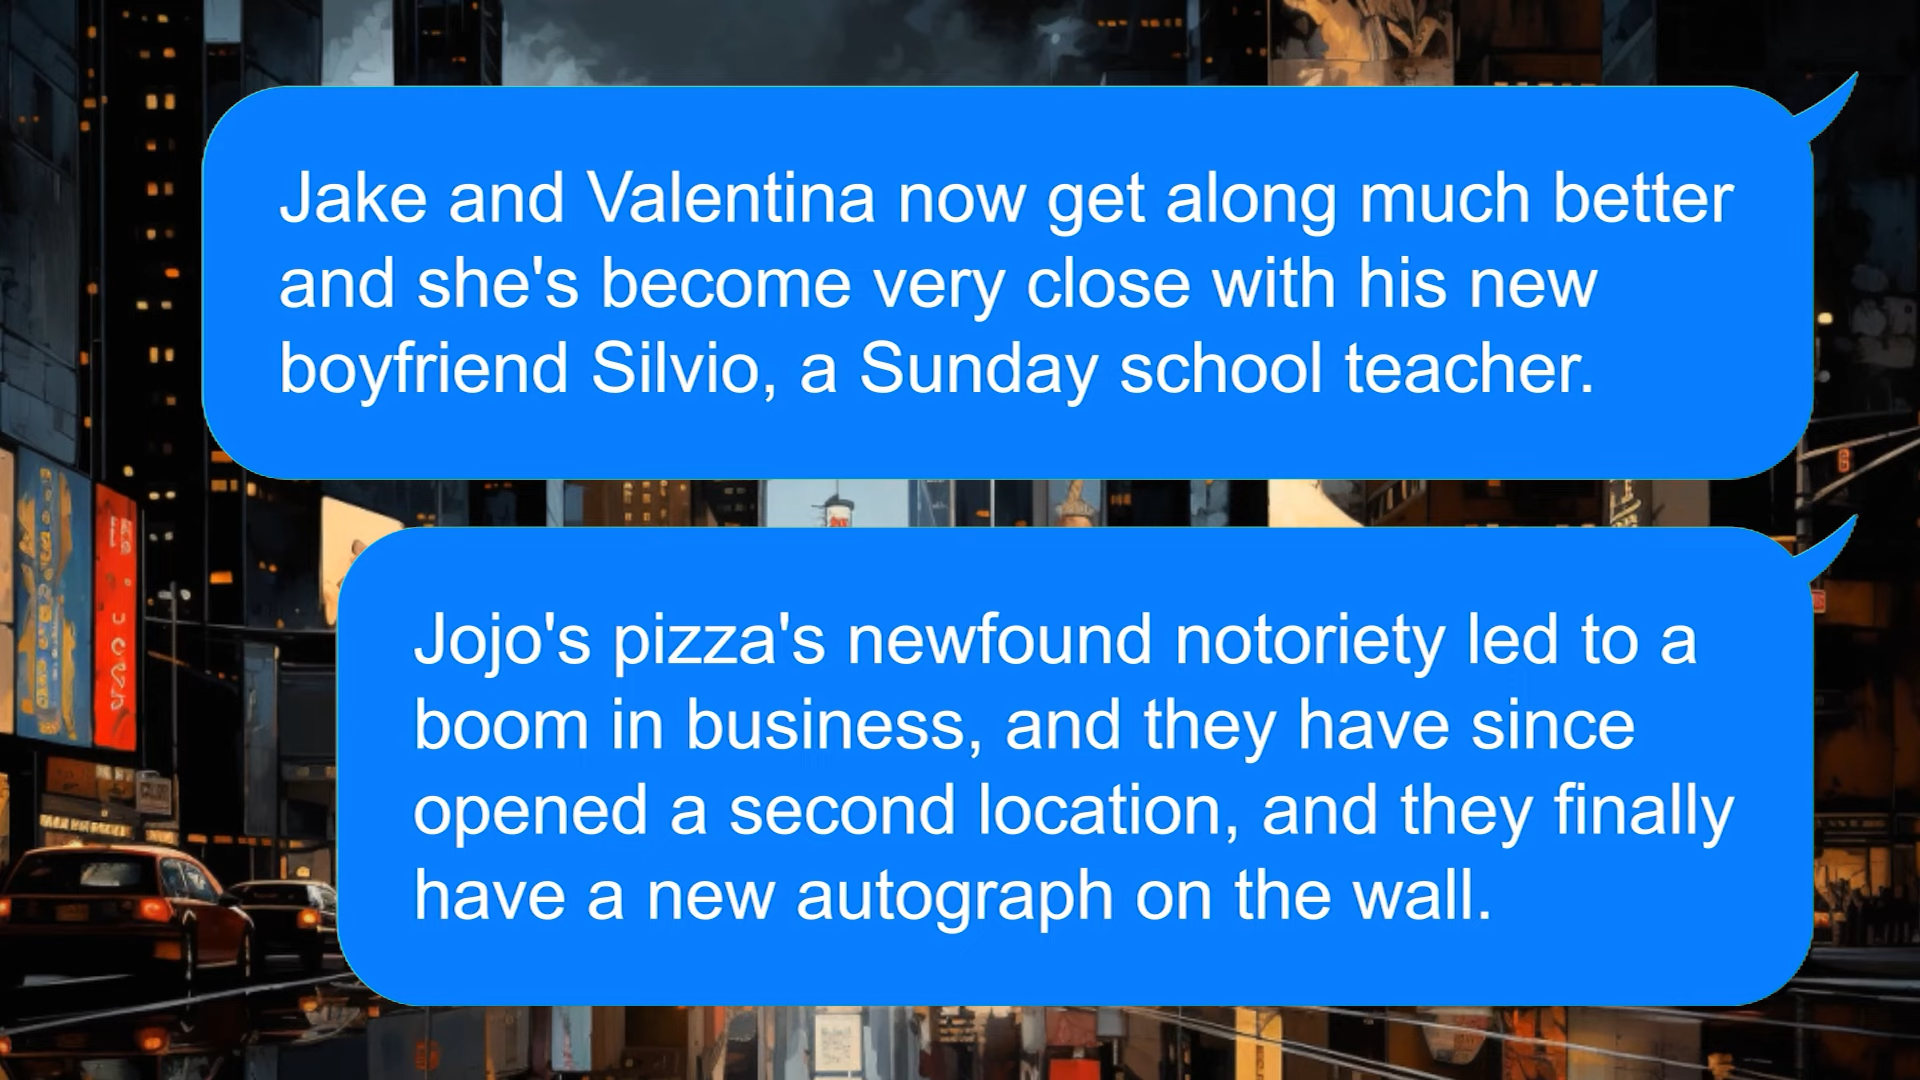 Jake and Valentina now get along much better
and she's become very close with his new
boyfriend Silvio, a Sunday school teacher.
Jojo's pizza's newfound notoriety led to a
boom in business, and they have since
opened a second location, and they finally
have a new autograph on the wall.